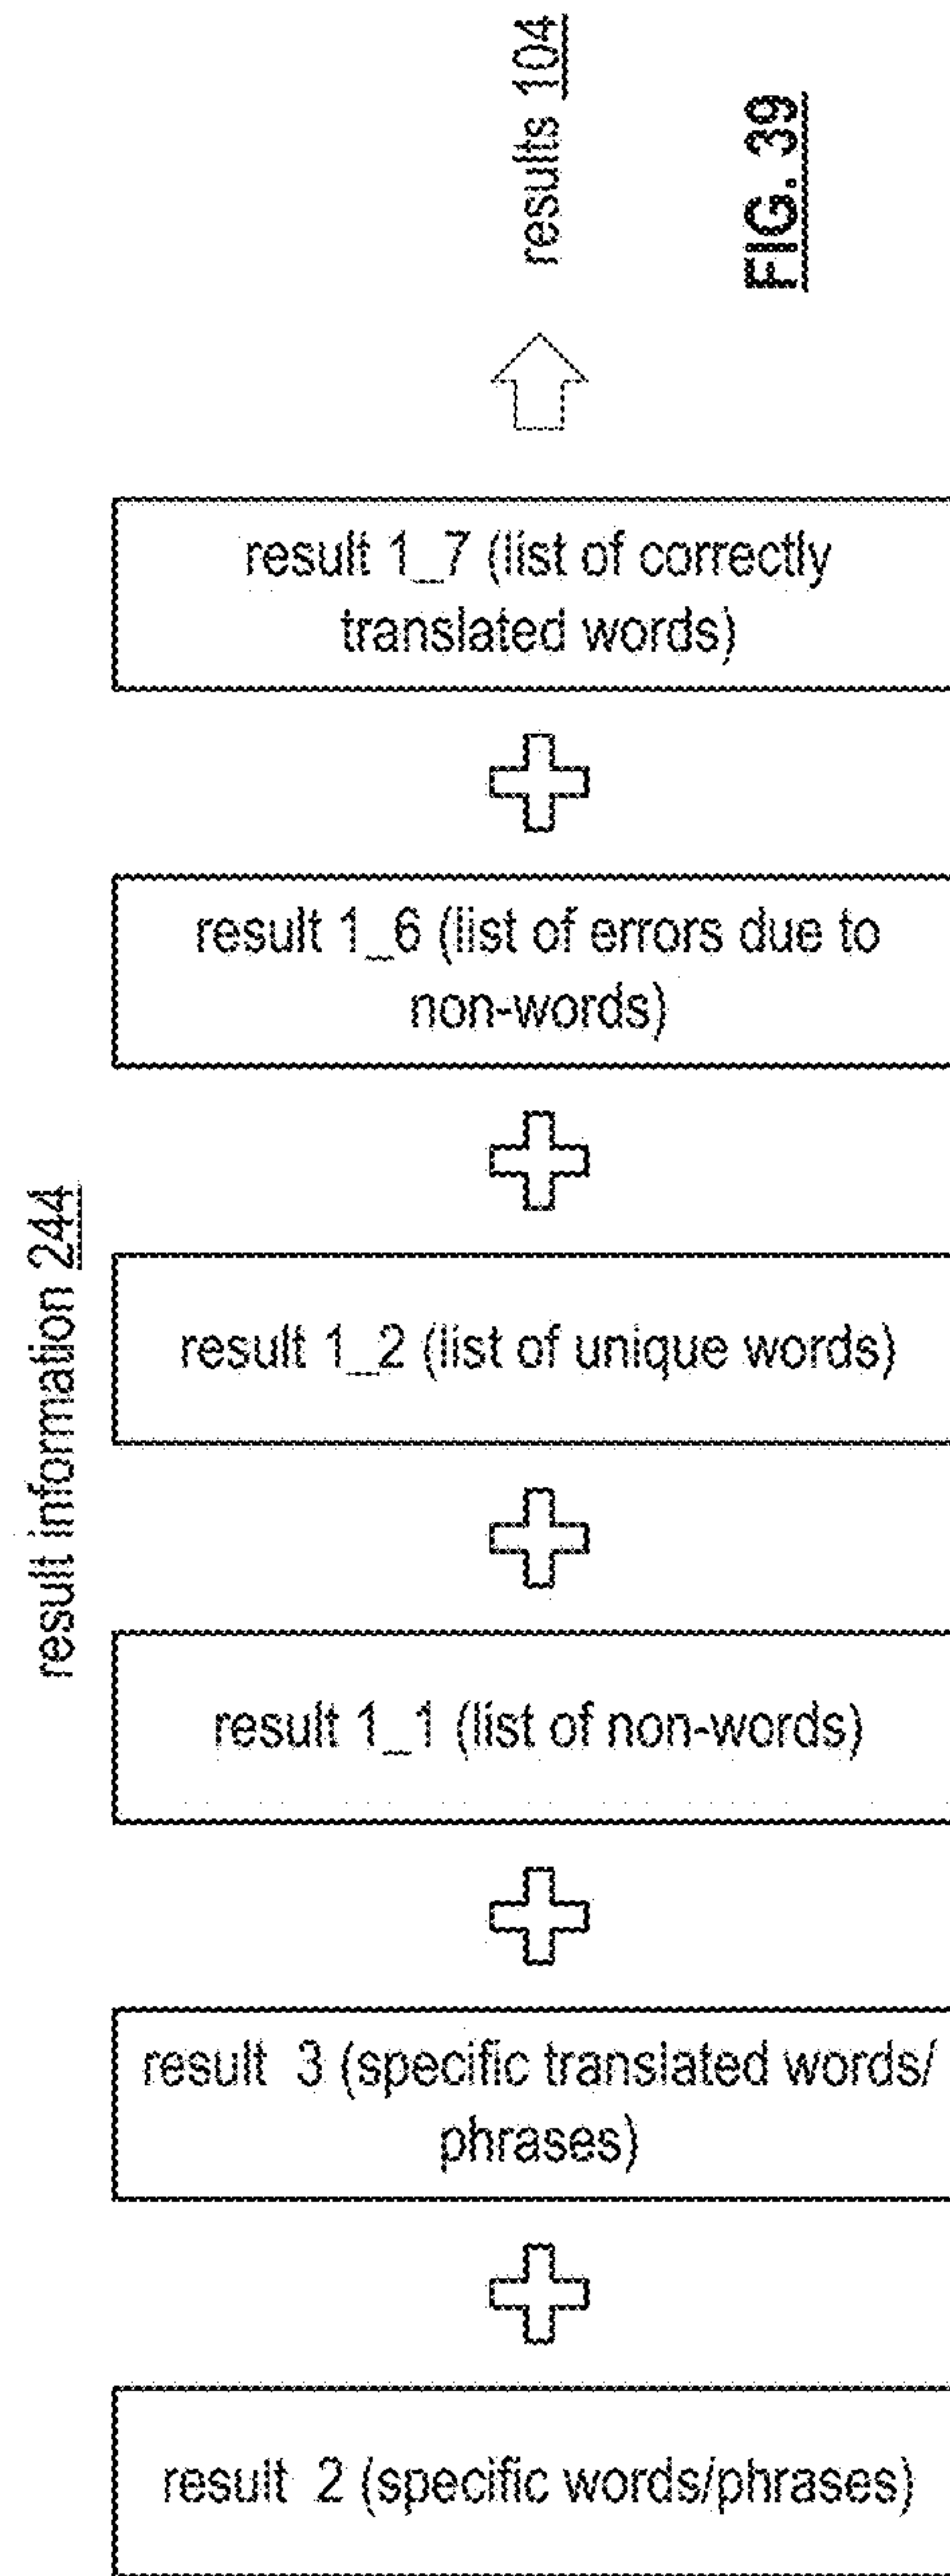 results 104
FIG. 39
result information 244
result 1_7 (list of correctly
translated words)
result 1_6 (list of errors due to
non-words)
result 1_2 (list of unique words)
result 1_1 (list of non-words)
result 3 (specific translated words/
phrases)
result 2 (specific words/phrases)